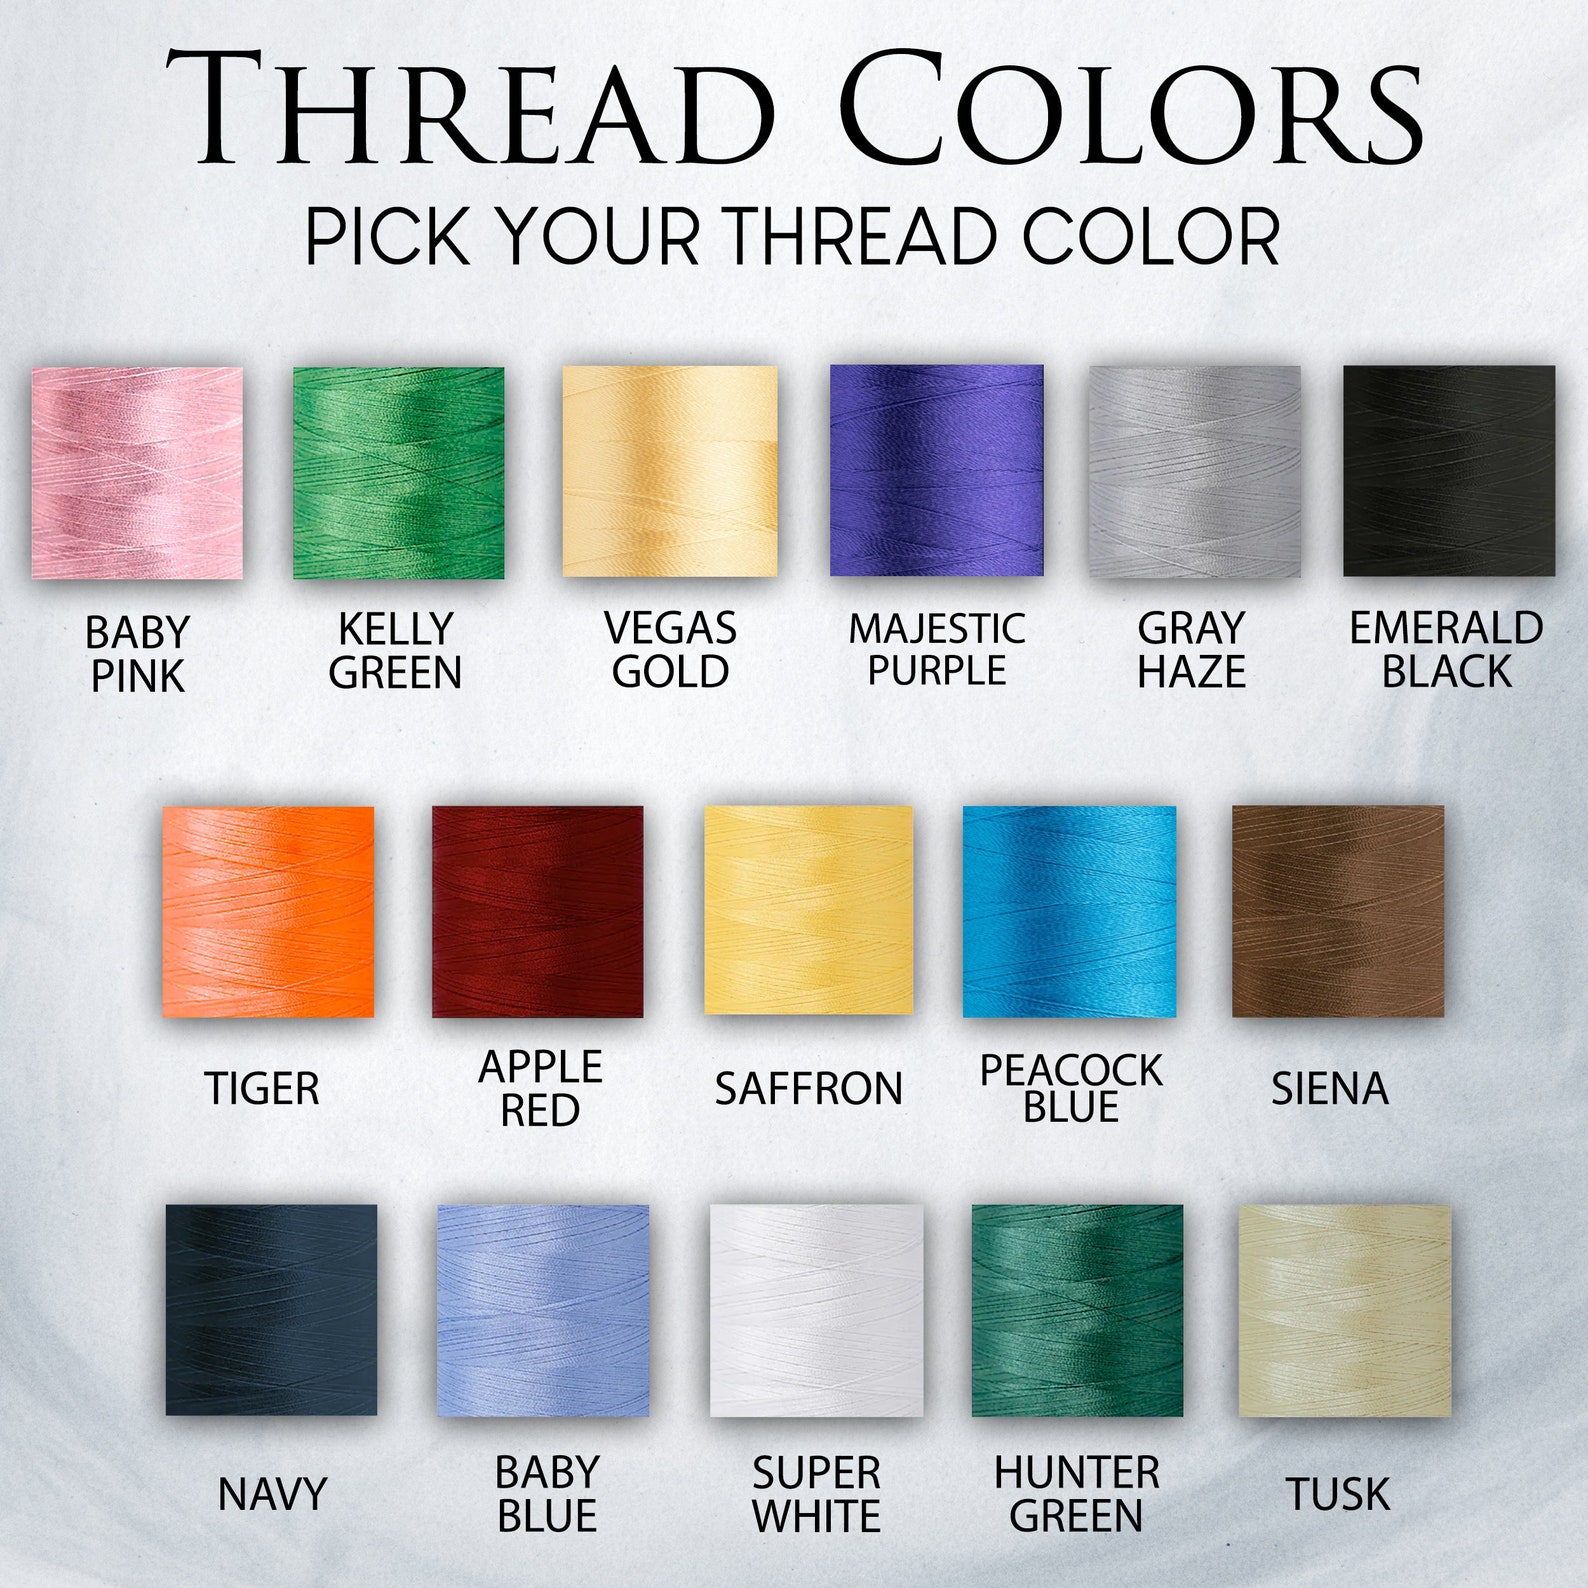 THREAD COLORS
PICK YOUR THREAD COLOR
BABY
PINK
KELLY
GREEN
VEGAS
GOLD
MAJESTIC
PURPLE
GRAY
HAZE
EMERALD
BLACK
TIGER
APPLE
RED
SAFFRON
PEACOCK
BLUE
SIENA
NAVY
BABY
BLUE
SUPER
WHITE
HUNTER
GREEN
TUSK